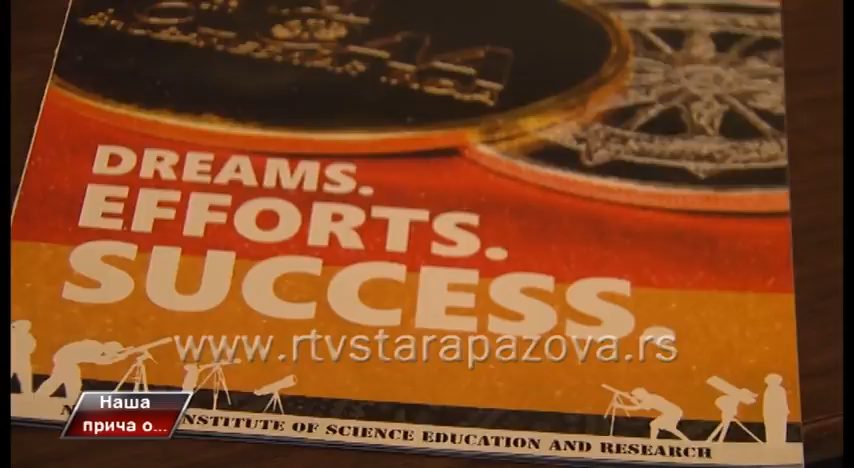 DREAMS.
EFFORTS.
SUCCESS.
www.rtvstarapazova.rs
Наша
прича о...
INSTITUTE OF SCIENCE EDUCATION AND RESEARCH